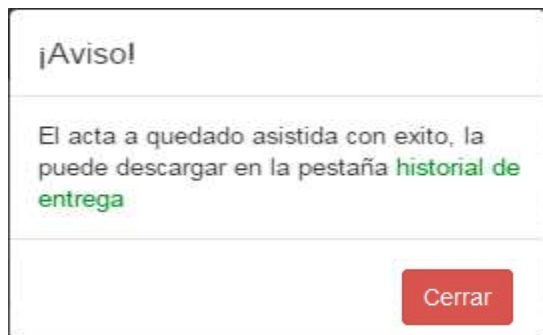 ¡Aviso!
El acta a quedado asistida con exito, la
puede descargar en la pestaña historial de
entrega
Cerrar